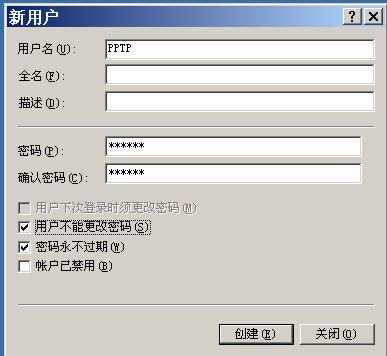 新用户
用户名(U): PPTP
全名(F):
描述(D):
密码(P): ******
确认密码(C): ******
用户下次登录时须更改密码(M)
用户不能更改密码(S)
密码永不过期(W)
帐户已禁用(B)
创建(E) 关闭(O)